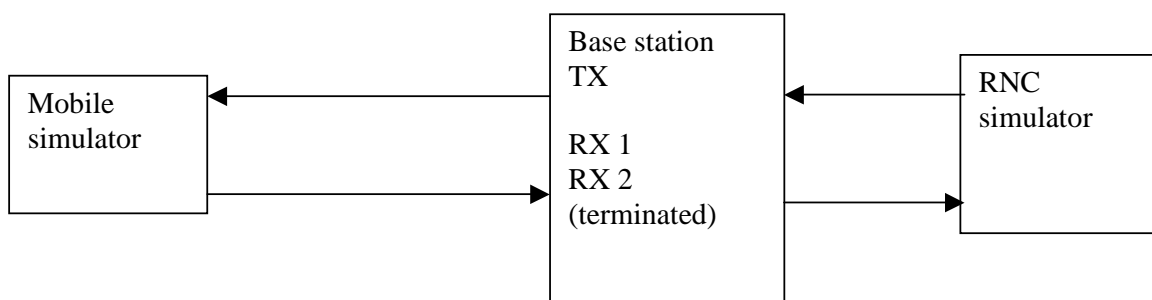 Mobile
simulator
Base station
TX
RX 1
RX 2
(terminated)
RNC
simulator